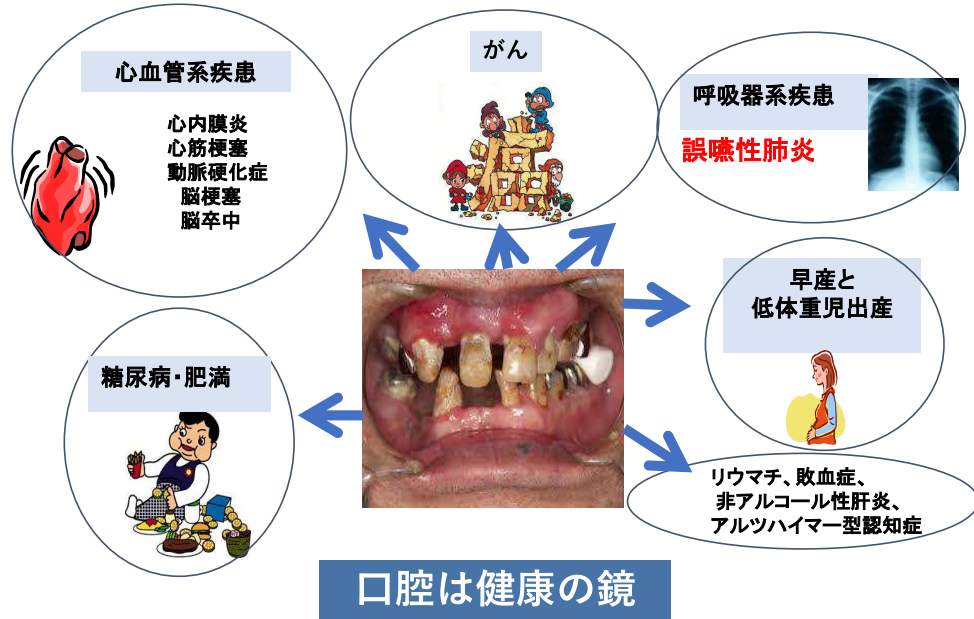 心血管系疾患
心内膜炎
心筋梗塞
動脈硬化症
脳梗塞
脳卒中
がん
呼吸器系疾患
誤嚥性肺炎
早産と
低体重児出産
糖尿病・肥満
リウマチ、敗血症、
非アルコール性肝炎、
アルツハイマー型認知症
口腔は健康の鏡